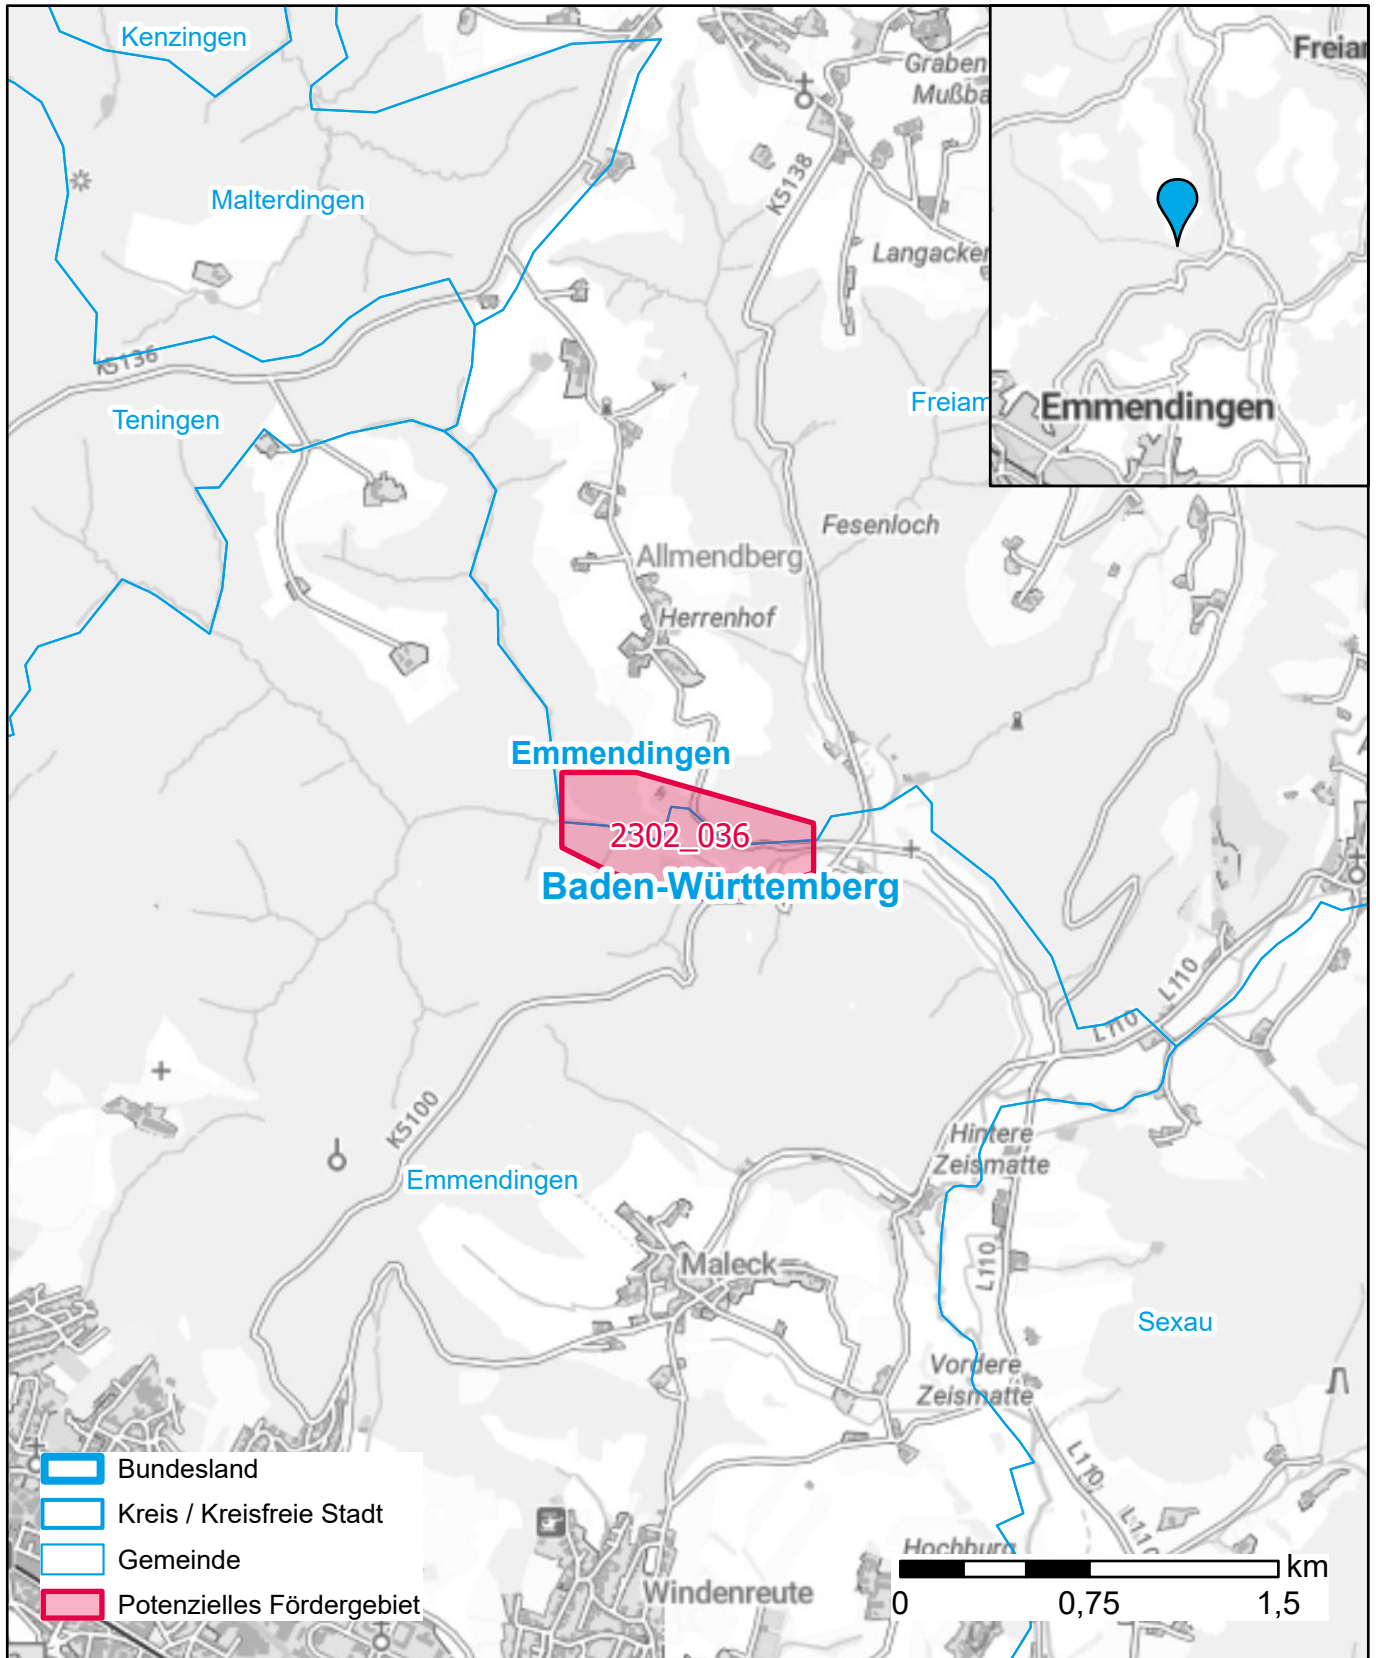 Kenzingen
Graben
Mußba
Freiar
Malterdingen
K5138
Langacker
K5136
Teningen
Freiam
Emmendingen
Fesenloch
Allmendberg
Herrenhof
Emmendingen
2302_036
Baden-Württemberg
L110
L110
K5100
Hintere
Zeismatte
Emmendingen
L110
Maleck
Sexau
Vordere
Zeismatte
L110
L110
Hochburg
Windenreute
Bundesland
Kreis / Kreisfreie Stadt
Gemeinde
Potenzielles Fördergebiet
km
0 0,75 1,5